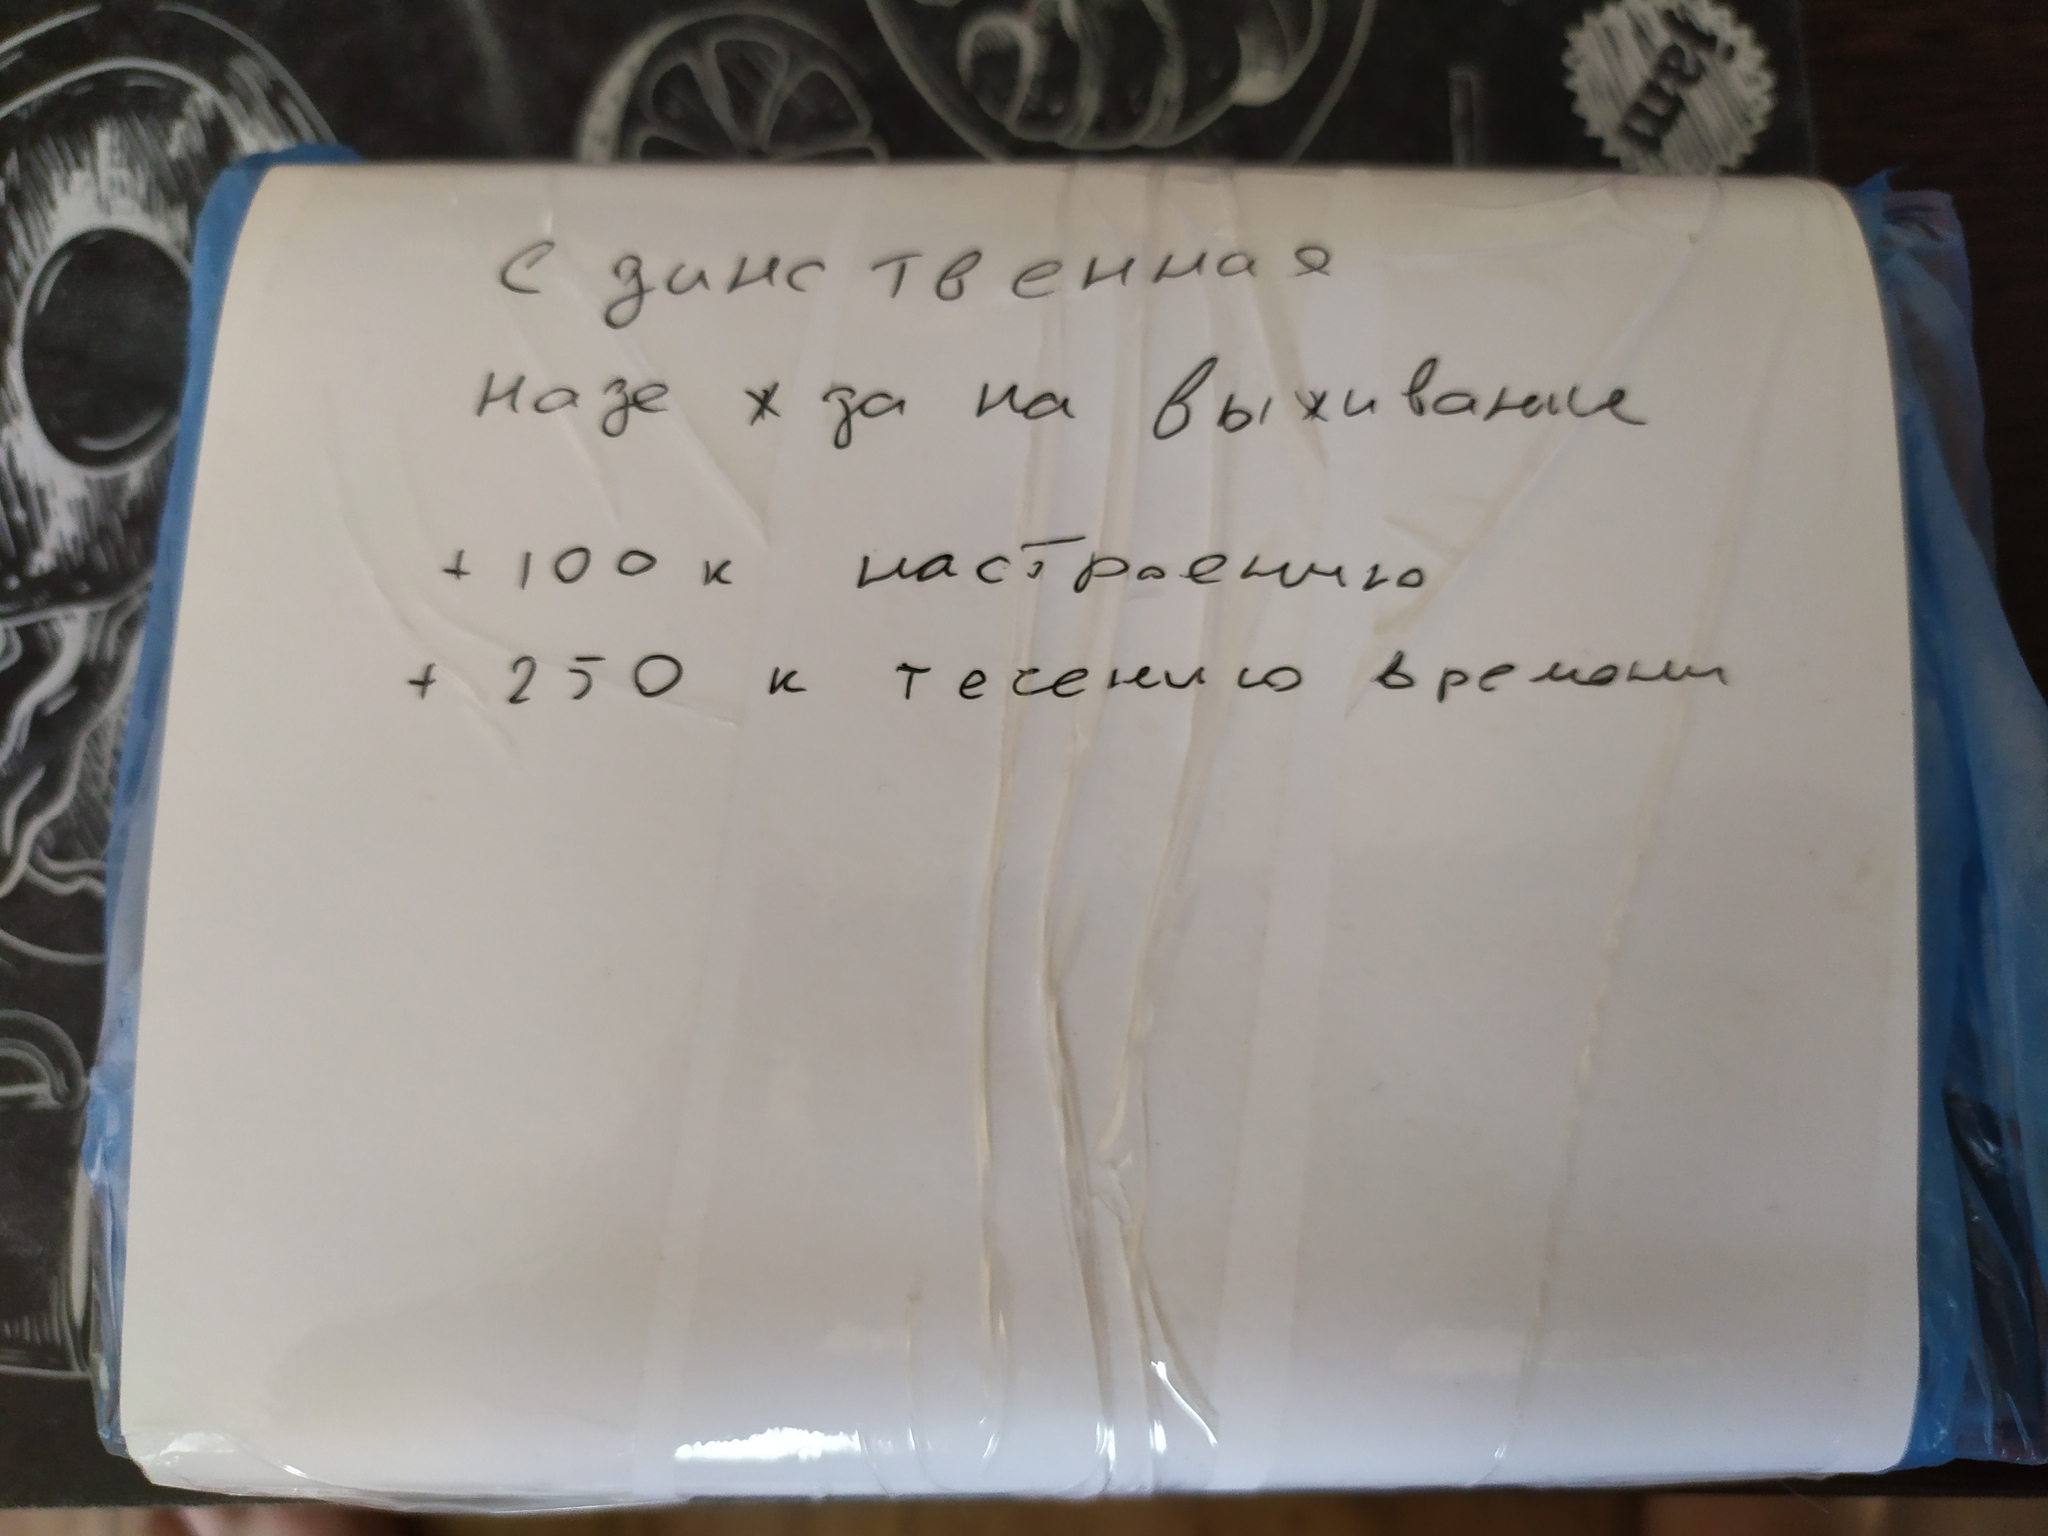 Единственная
надежда на выживание
+ 100 к настроению
+ 250 к течению времени